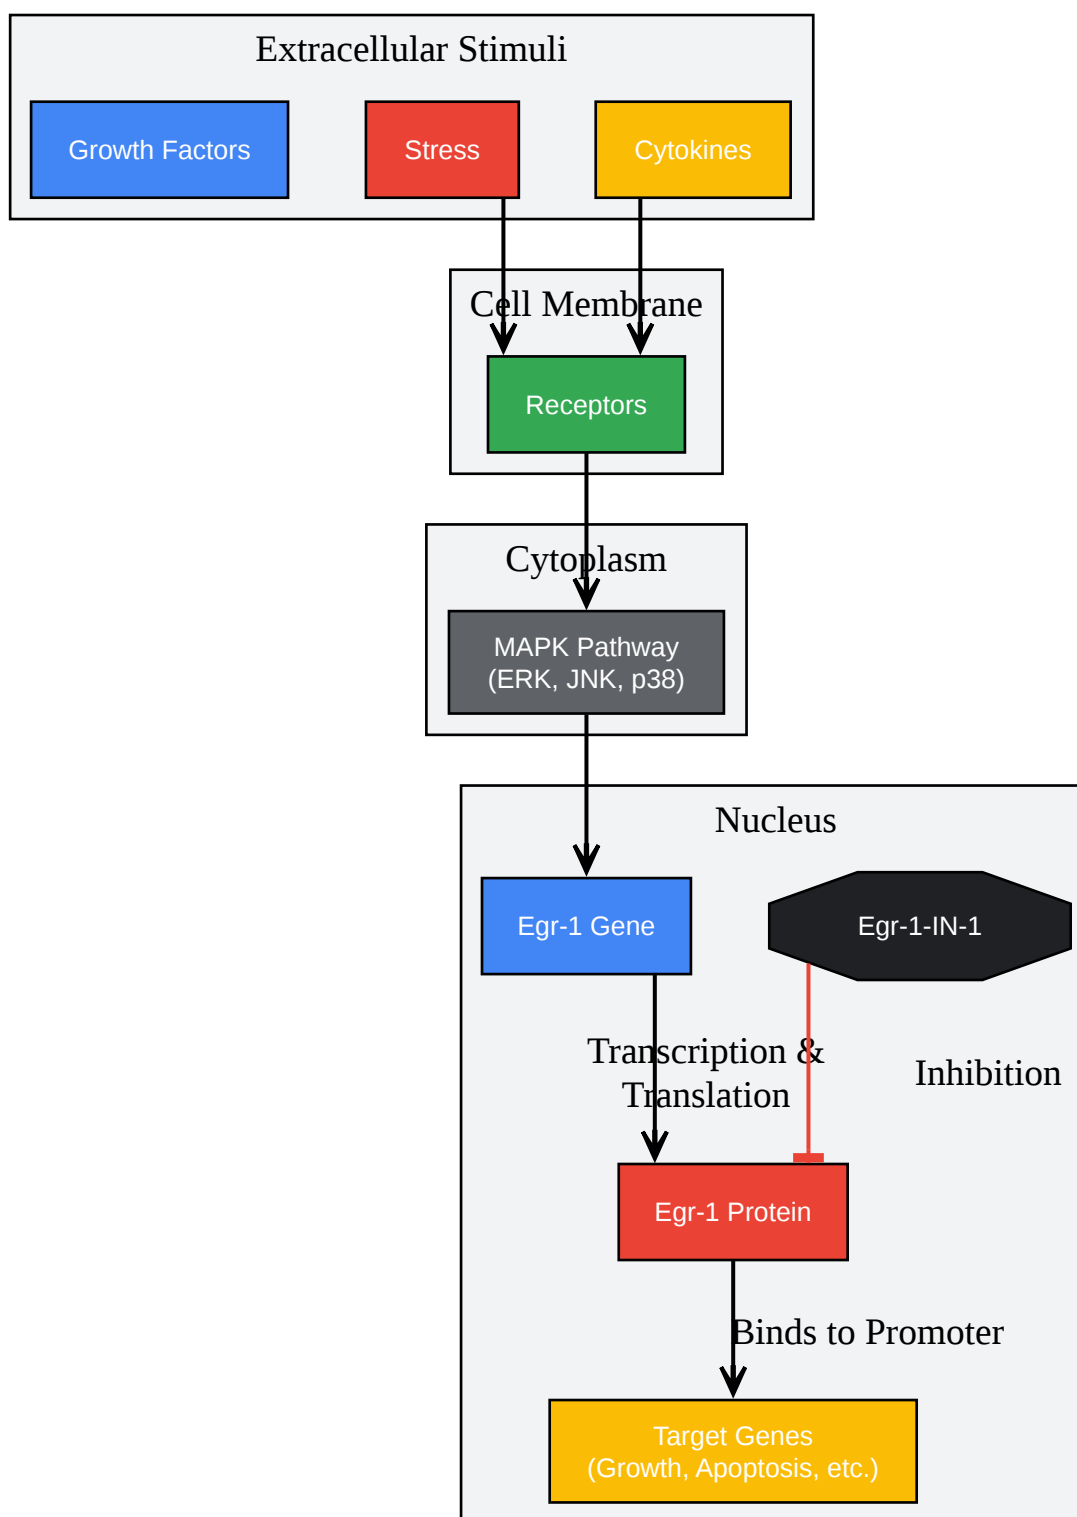 Extracellular Stimuli
Growth Factors
Stress
Cytokines
Cell Membrane
Receptors
Cytoplasm
MAPK Pathway
(ERK, JNK, p38)
Nucleus
Egr-1 Gene
Egr-1-IN-1
Transcription &
Translation
Inhibition
Egr-1 Protein
Binds to Promoter
Target Genes
(Growth, Apoptosis, etc.)